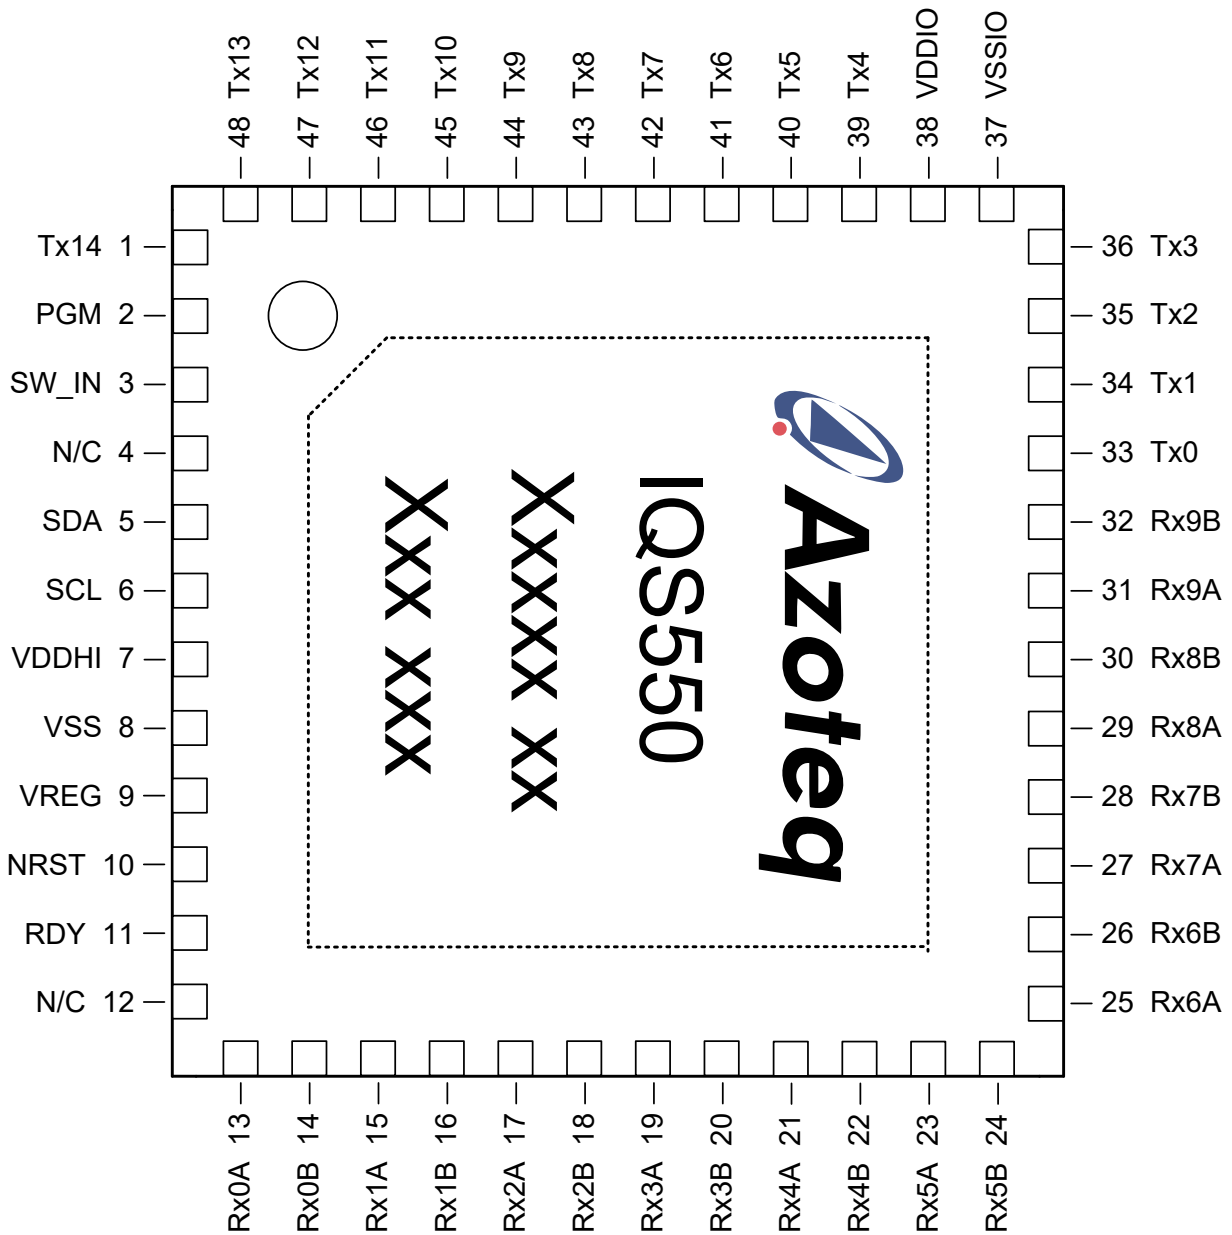 48 Tx13
47 Tx12
46 Tx11
45 Tx10
44 Tx9
43 Tx8
42 Tx7
41 Tx6
40 Tx5
39 Tx4
38 VDDIO
37 VSSIO
Tx14 1
PGM 2
SW_IN 3
N/C 4
SDA 5
SCL 6
VDDHI 7
VSS 8
VREG 9
NRST 10
RDY 11
N/C 12
Azoteq
IQS550
XXXXX XX
XXX XXX
36 Tx3
35 Tx2
34 Tx1
33 Tx0
32 Rx9B
31 Rx9A
30 Rx8B
29 Rx8A
28 Rx7B
27 Rx7A
26 Rx6B
25 Rx6A
Rx0A 13
Rx0B 14
Rx1A 15
Rx1B 16
Rx2A 17
Rx2B 18
Rx3A 19
Rx3B 20
Rx4A 21
Rx4B 22
Rx5A 23
Rx5B 24